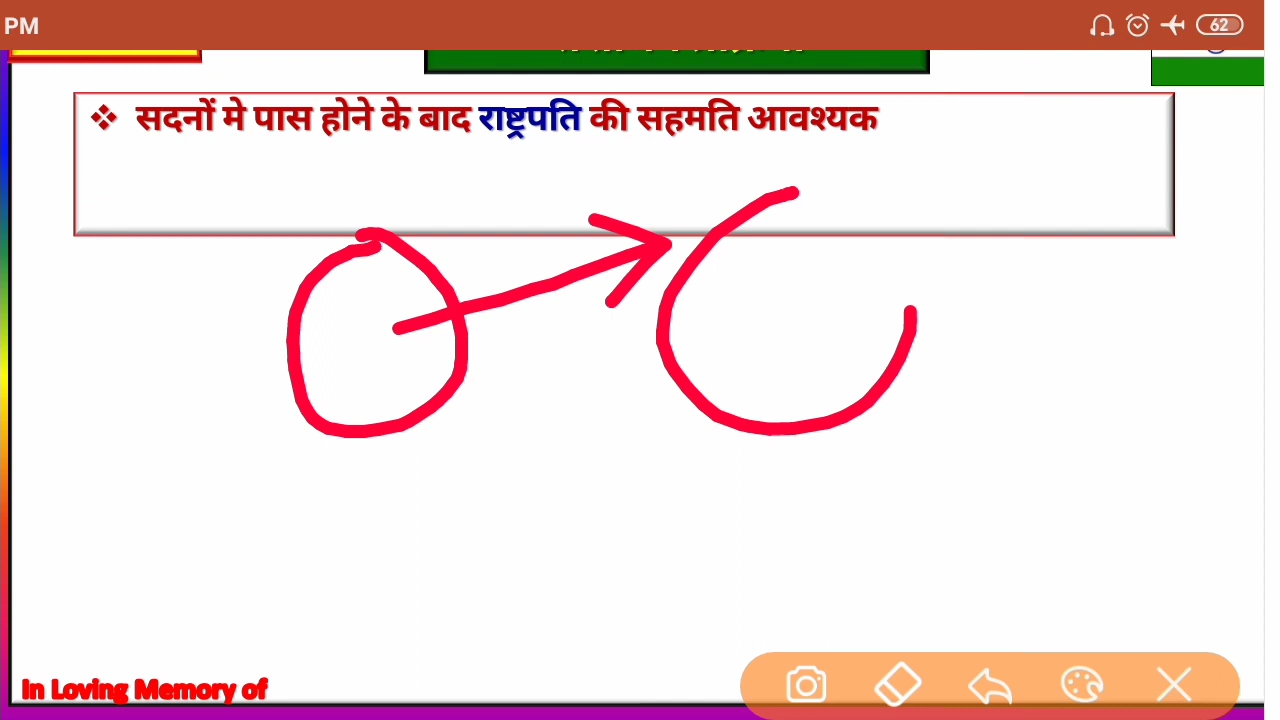 PM
62
❖ सदनों मे पास होने के बाद राष्ट्रपति की सहमति आवश्यक
In Loving Memory of